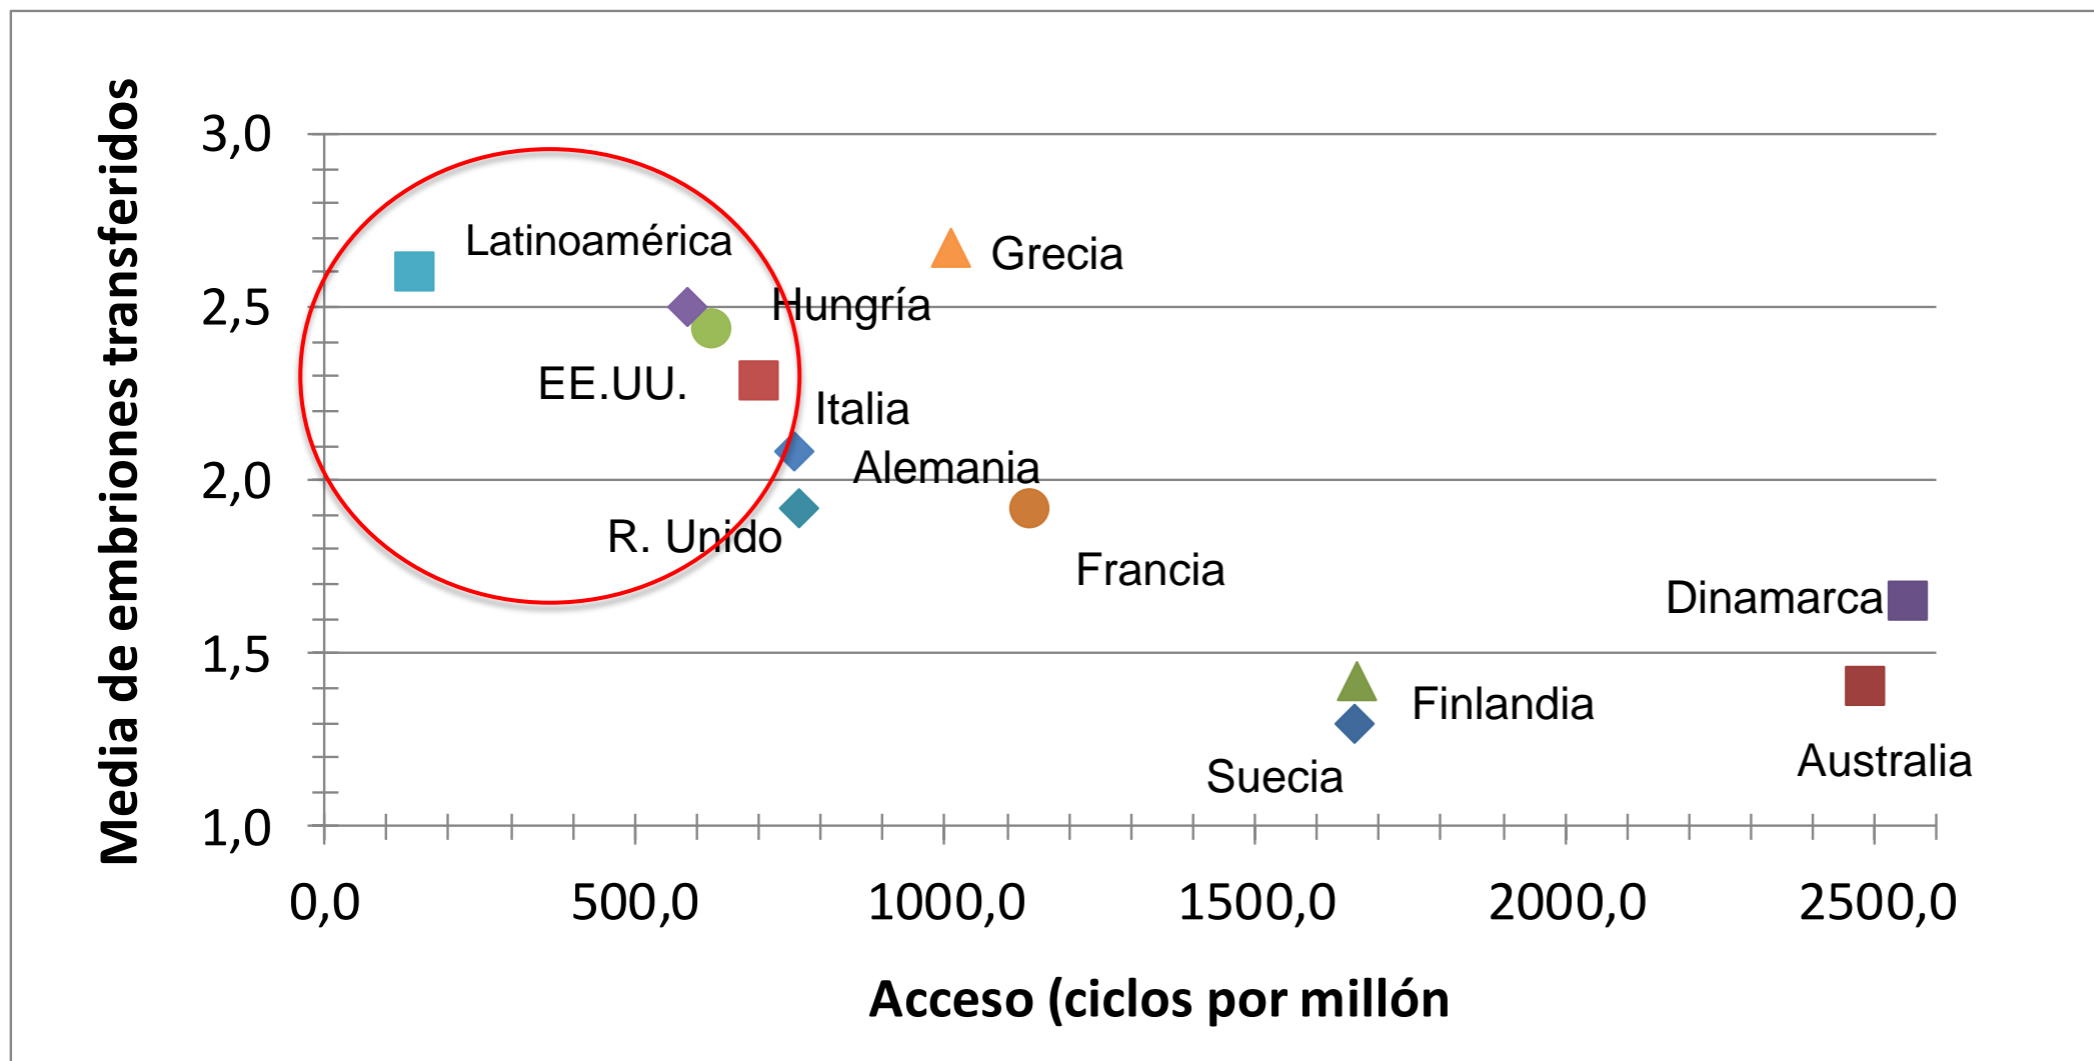 Media de embriones transferidos
3,0
2,5
2,0
1,5
1,0
Latinoamérica
Grecia
Hungría
EE.UU.
Italia
Alemania
R. Unido
Francia
Dinamarca
Finlandia
Suecia
Australia
0,0 500,0 1000,0 1500,0 2000,0 2500,0
Acceso (ciclos por millón